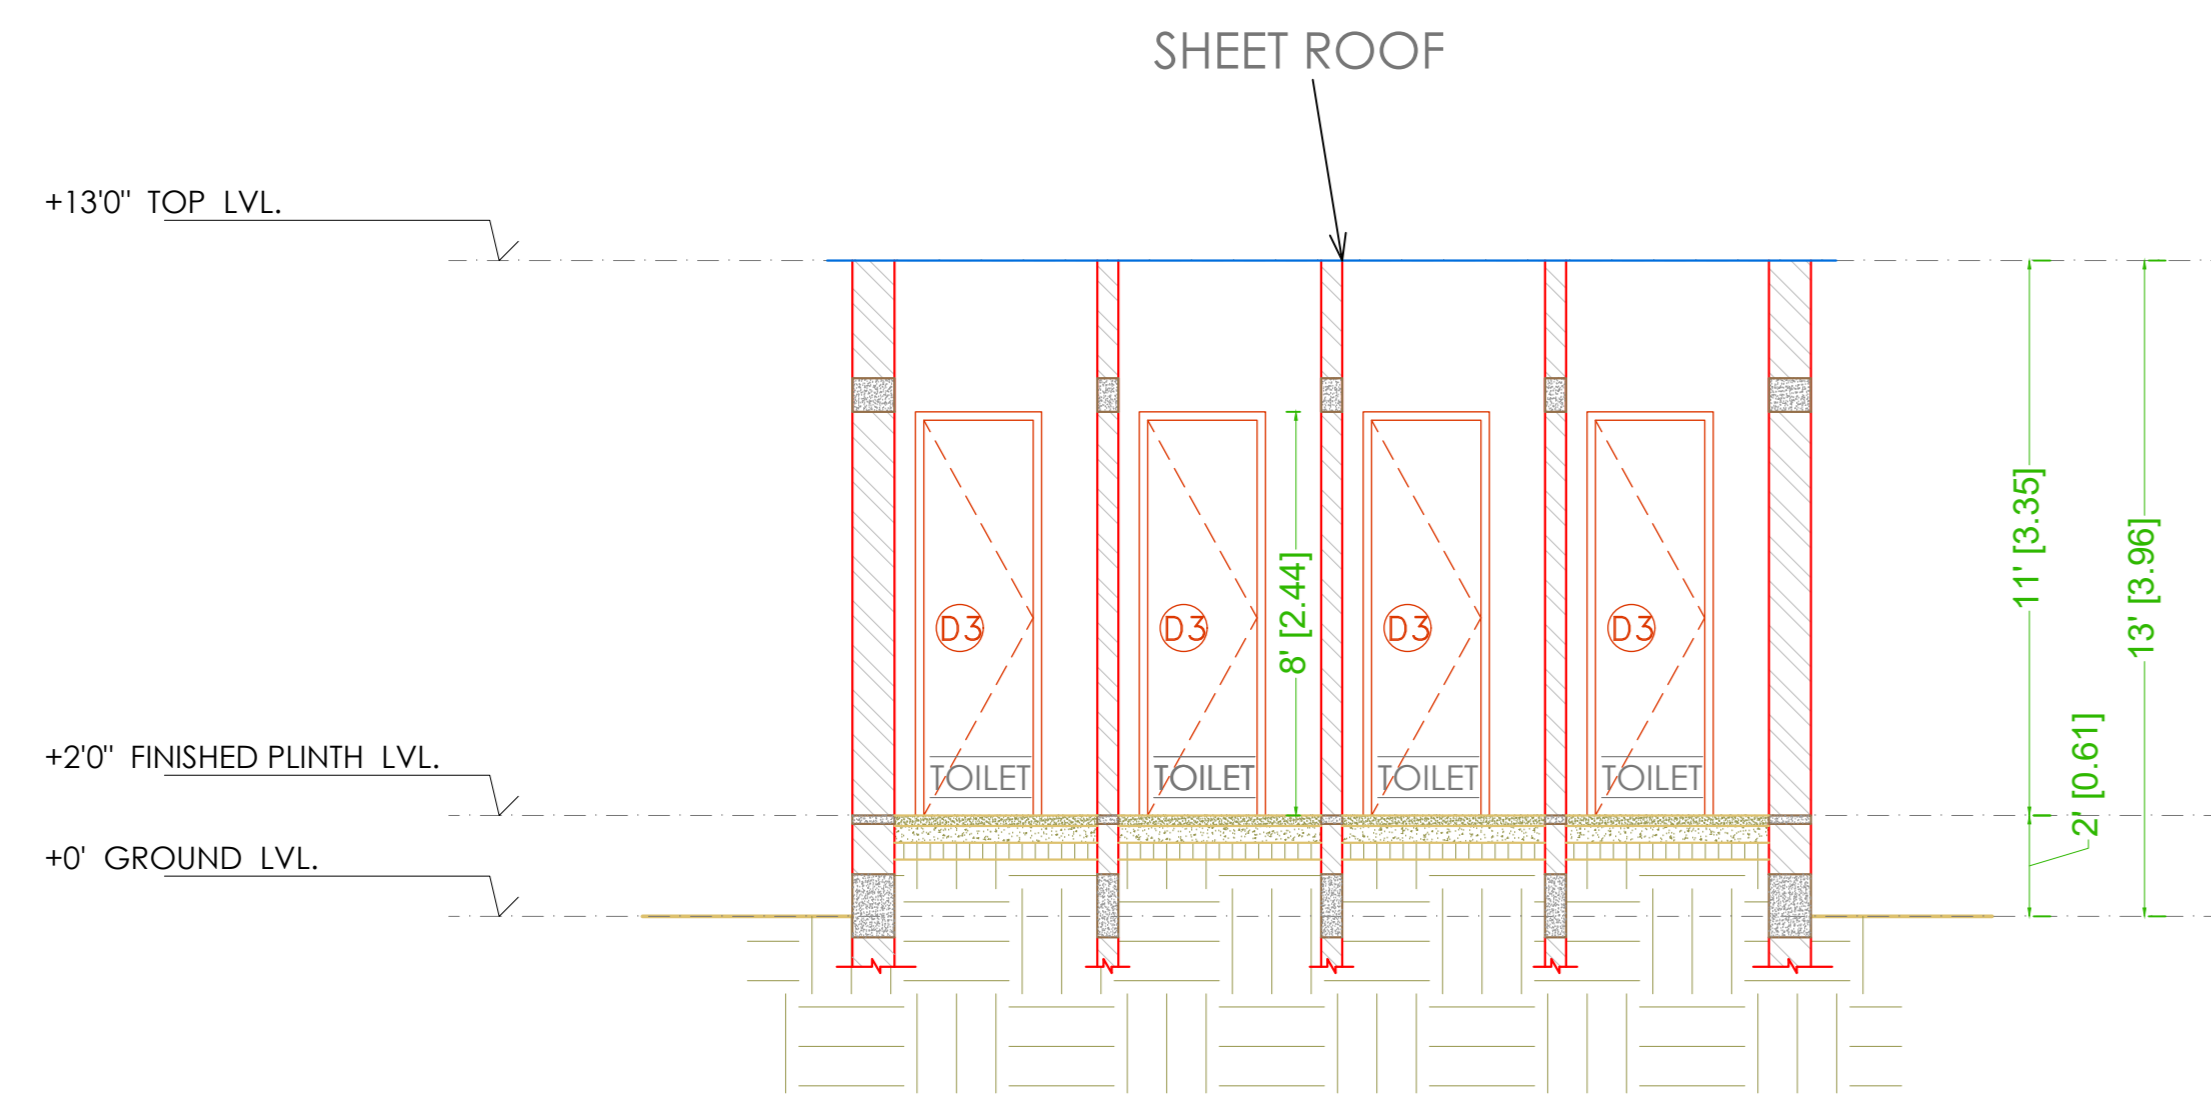 SHEET ROOF
+13'0" TOP LVL.
11' [3.35]
13' [3.96]
8' [2.44]
D3
D3
D3
D3
2' [0.61]
+2'0" FINISHED PLINTH LVL.
TOILET
TOILET
TOILET
TOILET
+0' GROUND LVL.